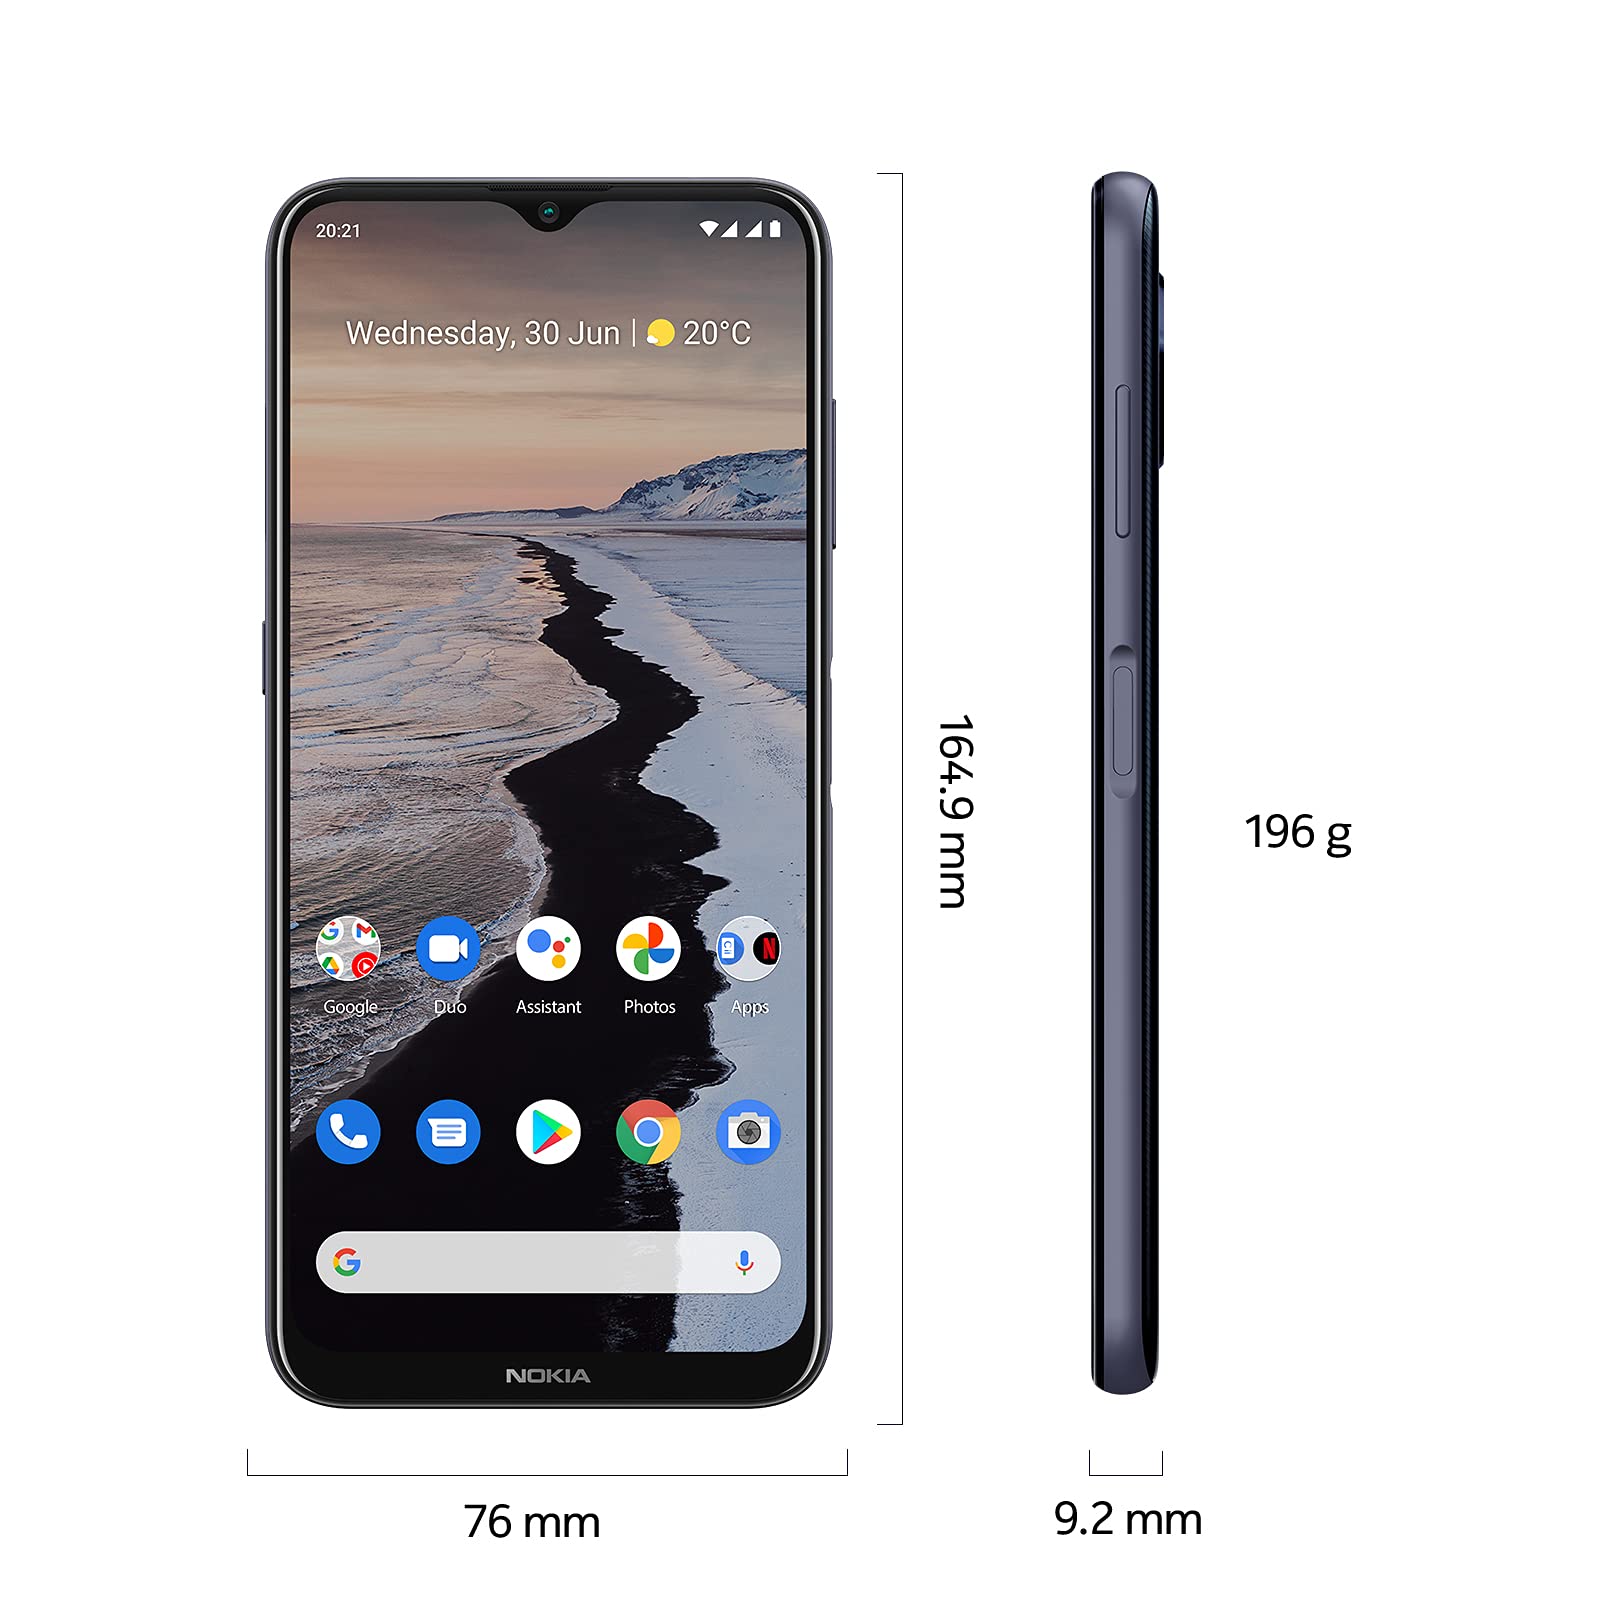 20:21
Wednesday, 30 Jun | 20°C
Google Duo Assistant Photos Apps
NOKIA
164.9 mm
196 g
76 mm
9.2 mm